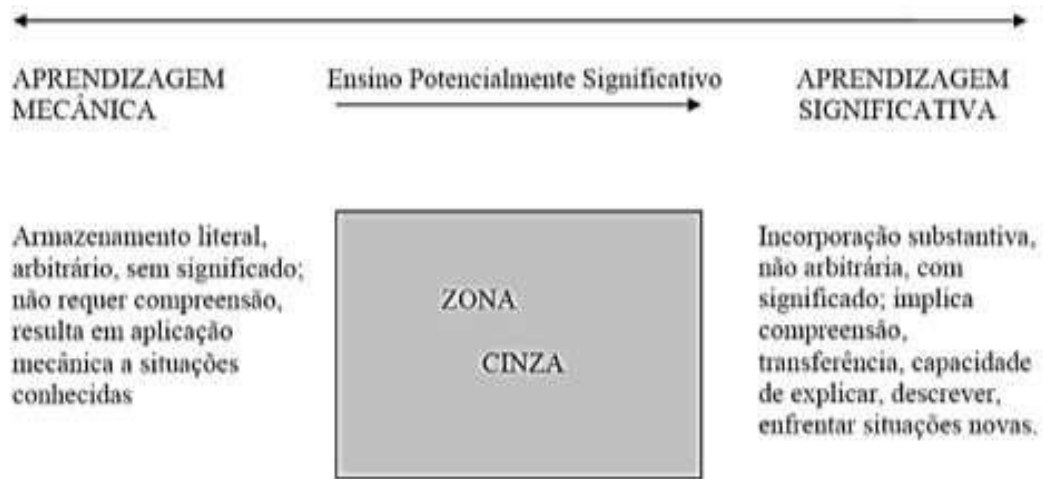 APRENDIZAGEM
MECÂNICA
Ensino Potencialmente Significativo
APRENDIZAGEM
SIGNIFICATIVA
Armazenamento literal,
arbitrário, sem significado;
não requer compreensão,
resulta em aplicação
mecânica a situações
conhecidas
ZONA
CINZA
Incorporação substantiva,
não arbitrária, com
significado; implica
compreensão,
transferência, capacidade
de explicar, descrever,
enfrentar situações novas.